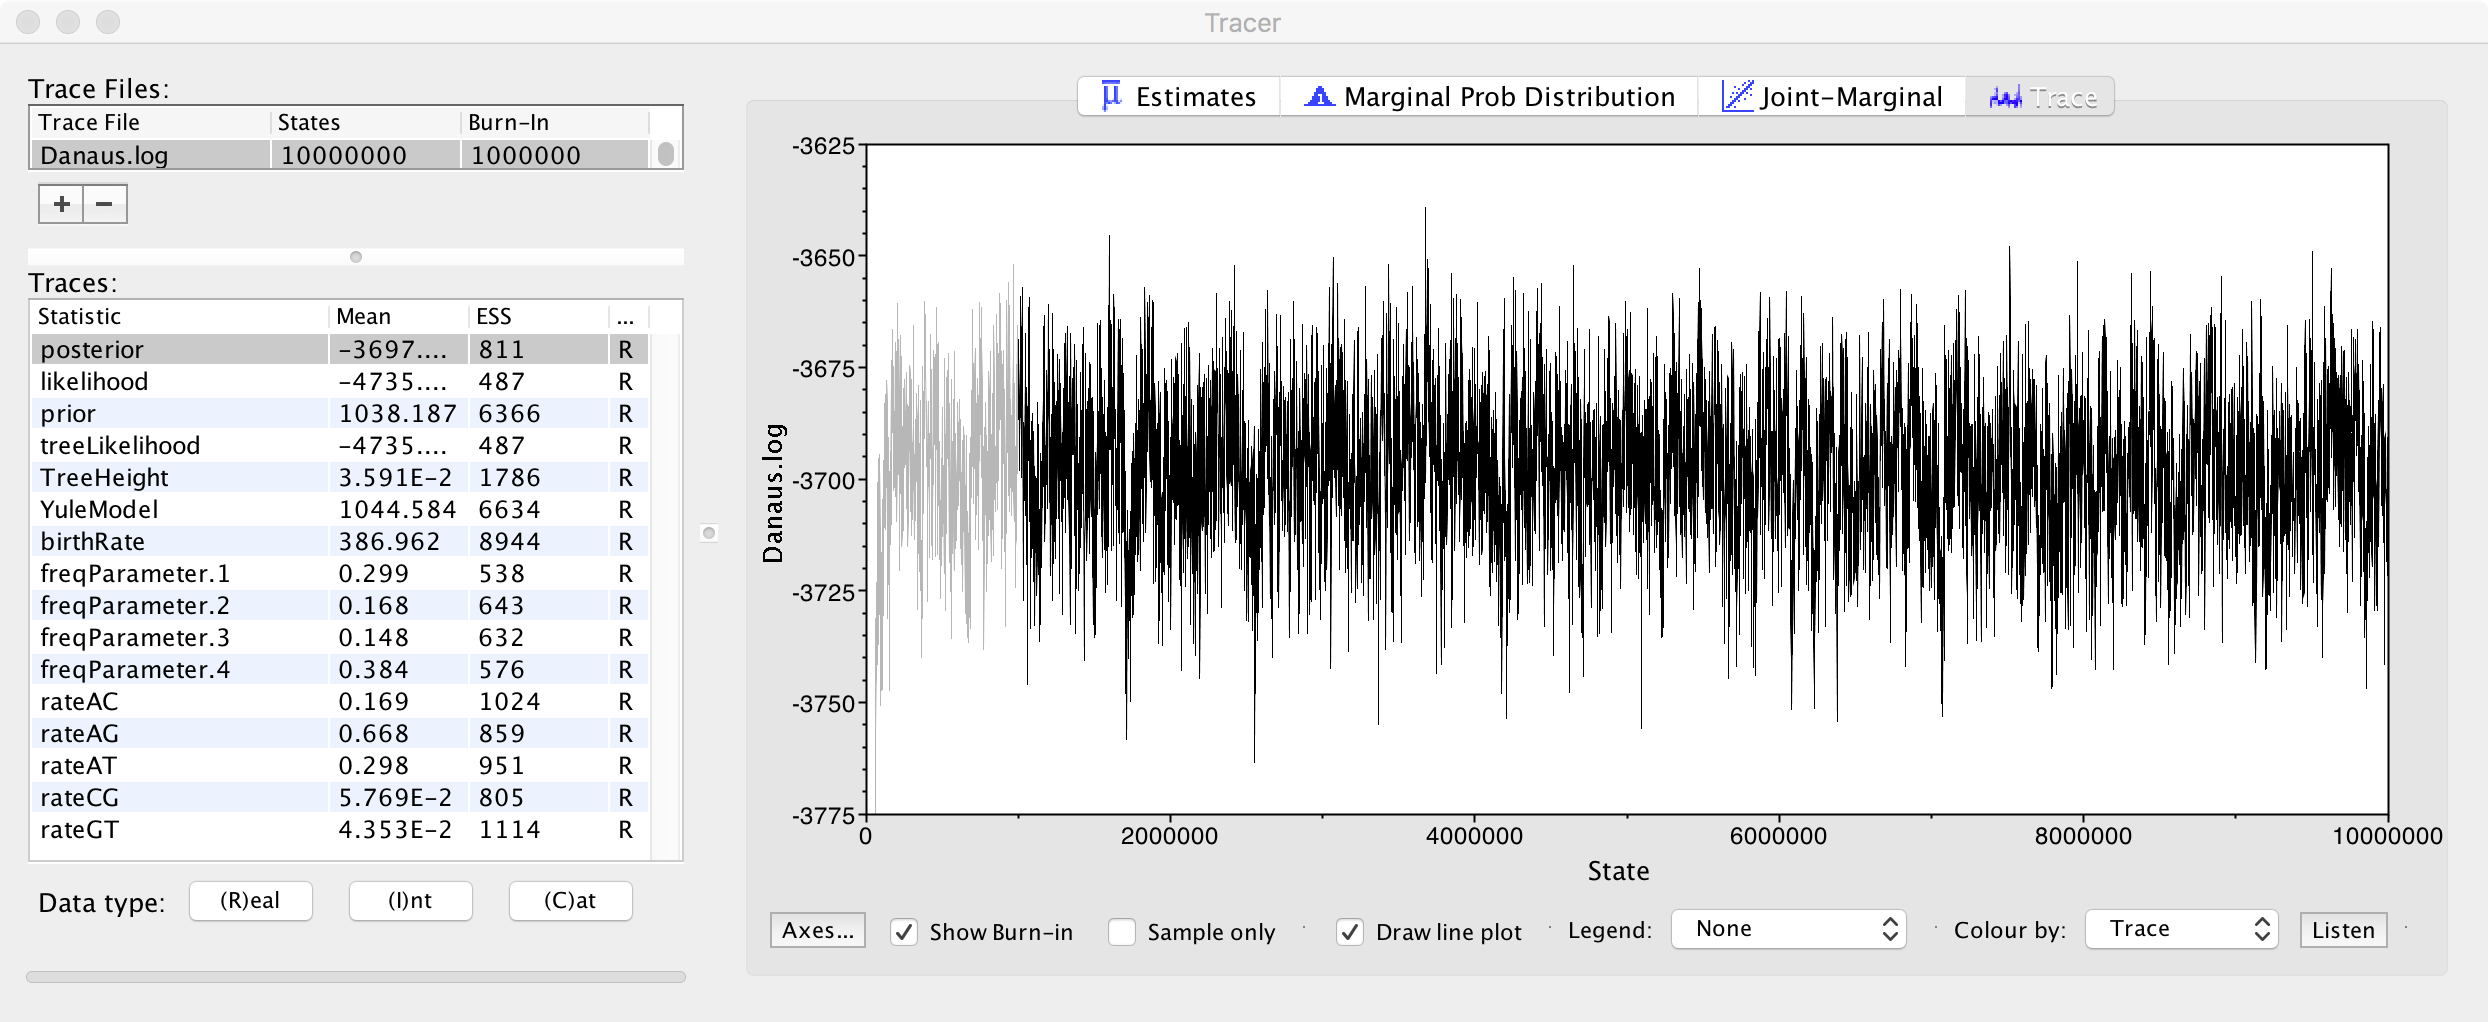 Tracer
Trace Files:
Trace File States Burn-In
Danaus.log 10000000 1000000
+ −
Traces:
Statistic Mean ESS ...
posterior -3697.... 811 R
likelihood -4735.... 487 R
prior 1038.187 6366 R
treeLikelihood -4735.... 487 R
TreeHeight 3.591E-2 1786 R
YuleModel 1044.584 6634 R
birthRate 386.962 8944 R
freqParameter.1 0.299 538 R
freqParameter.2 0.168 643 R
freqParameter.3 0.148 632 R
freqParameter.4 0.384 576 R
rateAC 0.169 1024 R
rateAG 0.668 859 R
rateAT 0.298 951 R
rateCG 5.769E-2 805 R
rateGT 4.353E-2 1114 R
Data type: (R)eal (I)nt (C)at
Estimates Marginal Prob Distribution Joint-Marginal Trace
-3625
-3650
-3675
-3700
-3725
-3750
-3775
Danaus.log
0 2000000 4000000 6000000 8000000 10000000
State
Axes... Show Burn-in Sample only Draw line plot Legend: None Colour by: Trace Listen